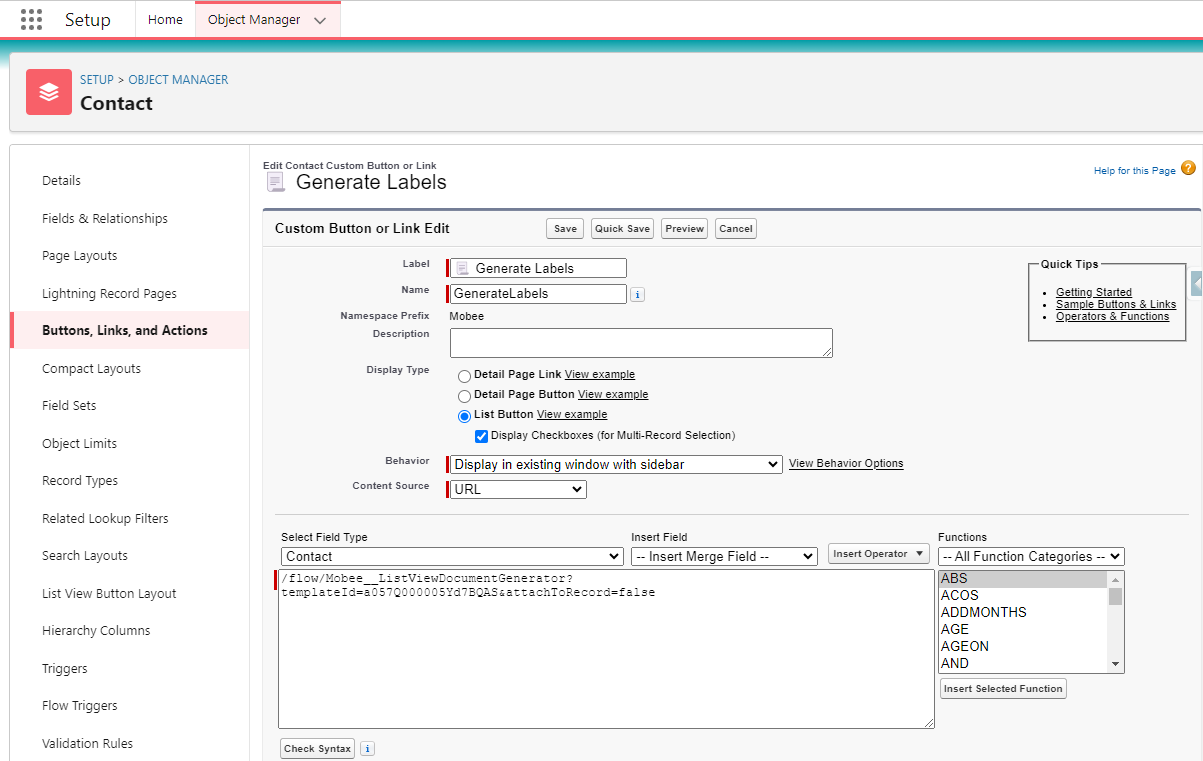 Setup
Home
Object Manager
SETUP > OBJECT MANAGER
Contact
Details
Fields & Relationships
Page Layouts
Lightning Record Pages
Buttons, Links, and Actions
Compact Layouts
Field Sets
Object Limits
Record Types
Related Lookup Filters
Search Layouts
List View Button Layout
Hierarchy Columns
Triggers
Flow Triggers
Validation Rules
Edit Contact Custom Button or Link
Generate Labels
Help for this Page ?
Custom Button or Link Edit
Save Quick Save Preview Cancel
Label Generate Labels
Name GenerateLabels i
Namespace Prefix Mobee
Description
Display Type
Detail Page Link View example
Detail Page Button View example
List Button View example
Display Checkboxes (for Multi-Record Selection)
Behavior Display in existing window with sidebar View Behavior Options
Content Source URL
Quick Tips
Getting Started
Sample Buttons & Links
Operators & Functions
Select Field Type Insert Field Functions
Contact -- Insert Merge Field -- Insert Operator -- All Function Categories --
/flow/Mobee__ListViewDocumentGenerator?
templateId=a057Q000005Yd7BQAS&attachToRecord=false
ABS
ACOS
ADDMONTHS
AGE
AGEON
AND
Insert Selected Function
Check Syntax i